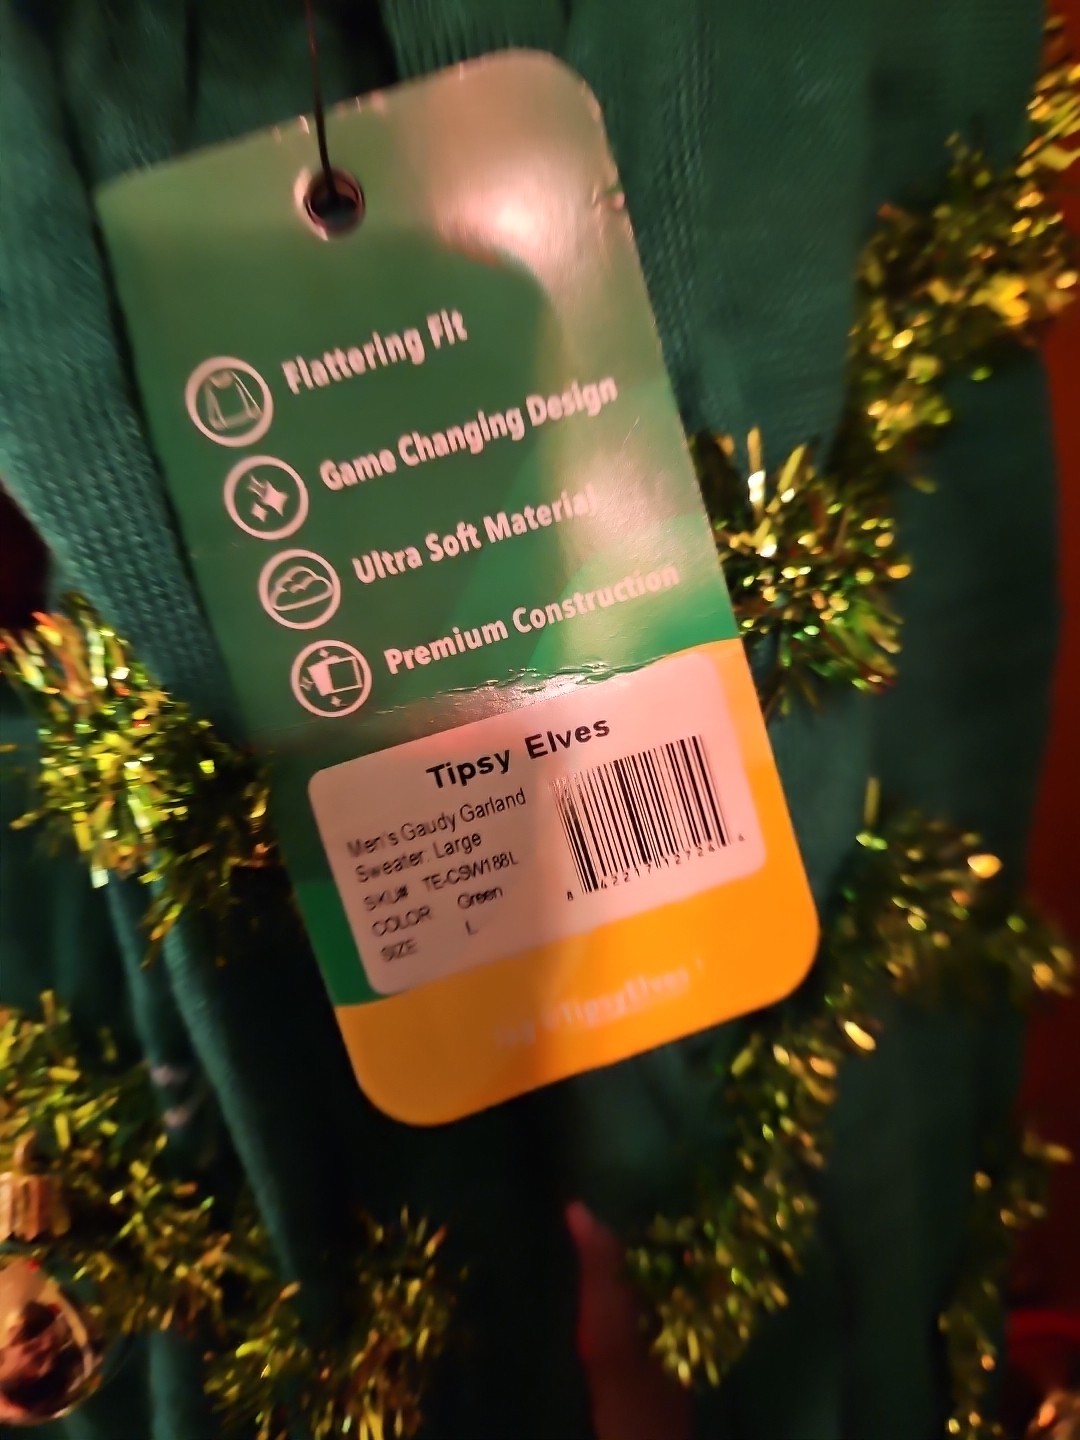 Flattering Fit
Game Changing Design
Ultra Soft Material
Premium Construction
Tipsy Elves
Men's Gaudy Garland
Sweater, Large
SKU# TE-CSW188L
COLOR Green
SIZE L
@TipsyElves